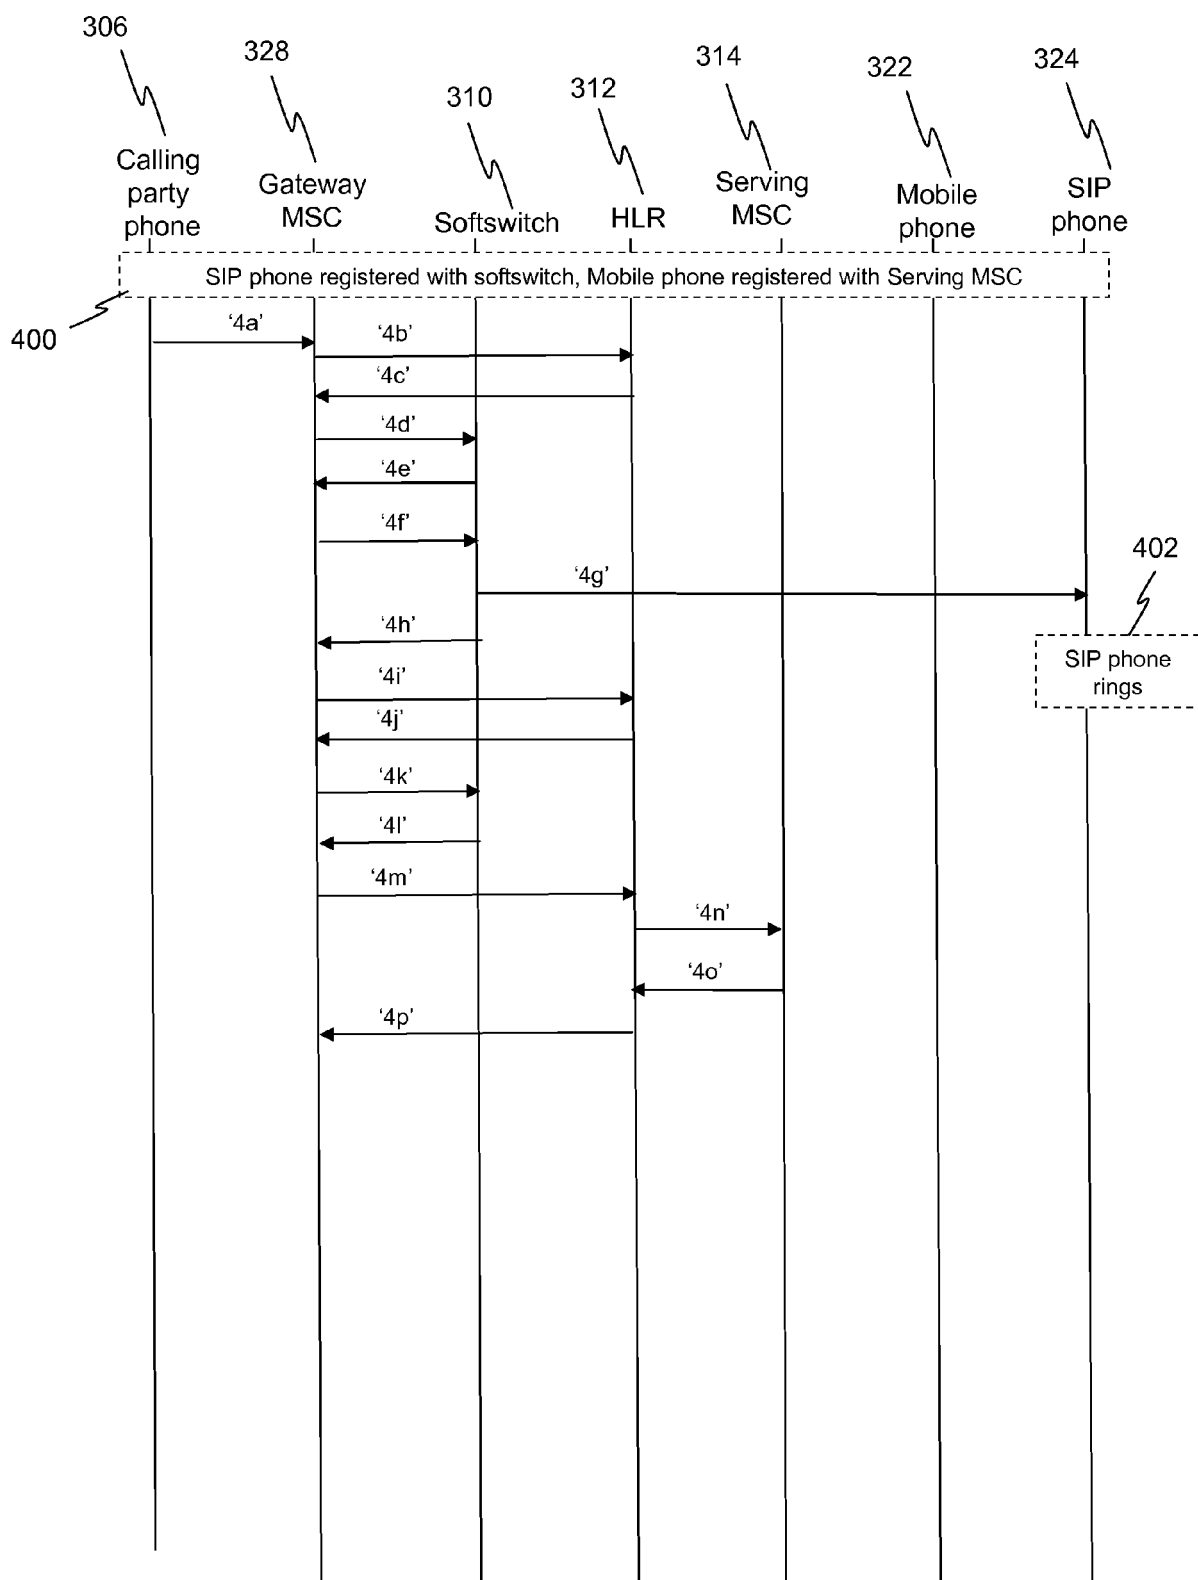 306
328
310
312
314
322
324
Calling
party
phone
Gateway
MSC
Softswitch
HLR
Serving
MSC
Mobile
phone
SIP
phone
SIP phone registered with softswitch, Mobile phone registered with Serving MSC
400
‘4a’
‘4b’
‘4c’
‘4d’
‘4e’
‘4f’
‘4g’
402
‘4h’
SIP phone
rings
‘4i’
‘4j’
‘4k’
‘4l’
‘4m’
‘4n’
‘4o’
‘4p’